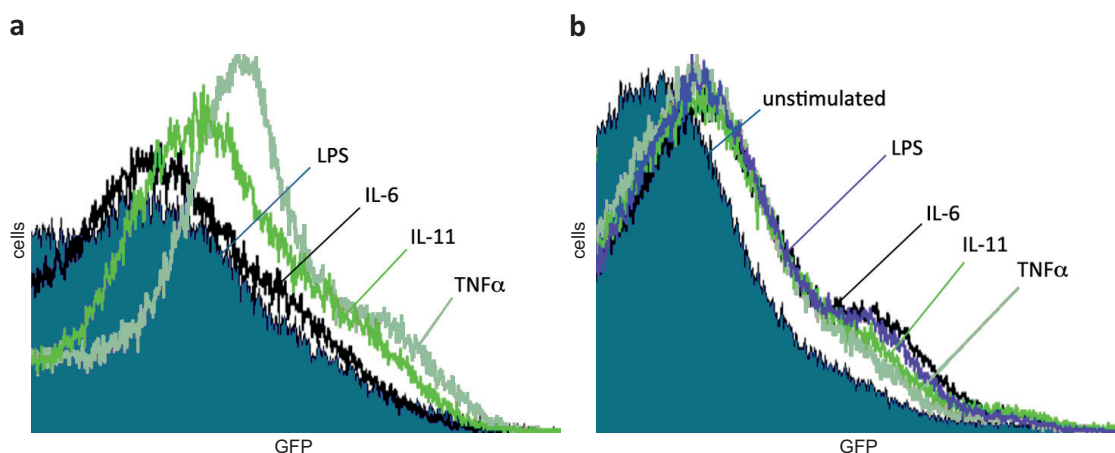 a
LPS
IL-6
IL-11
TNFα
cells
GFP
b
unstimulated
LPS
IL-6
IL-11
TNFα
cells
GFP